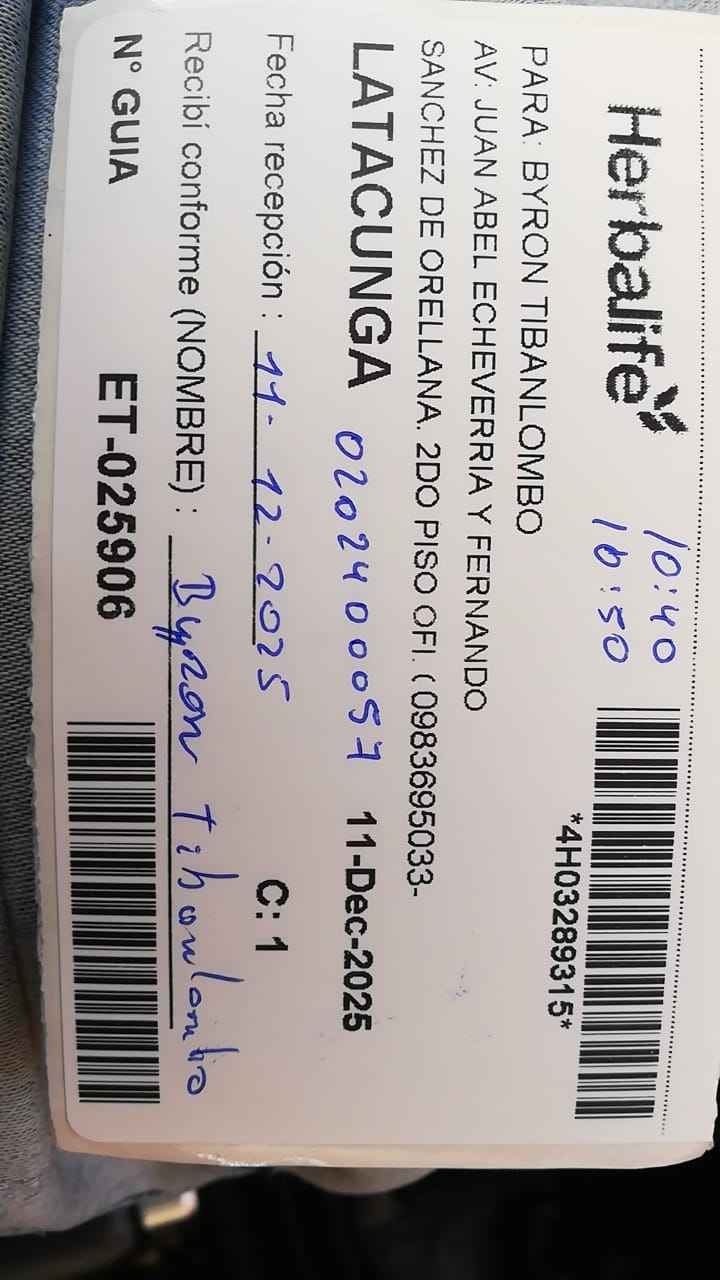 Herbalife
10:40
10:50
*4H03289315*
PARA: BYRON TIBANLOMBO
AV: JUAN ABEL ECHEVERRIA Y FERNANDO
SANCHEZ DE ORELLANA. 2DO PISO OFI. ( 0983695033-
LATACUNGA 0202400057 11-Dec-2025
Fecha recepción : 11-12-2025 C: 1
Recibí conforme (NOMBRE) : Byron Tibanlombo
N° GUIA ET-025906